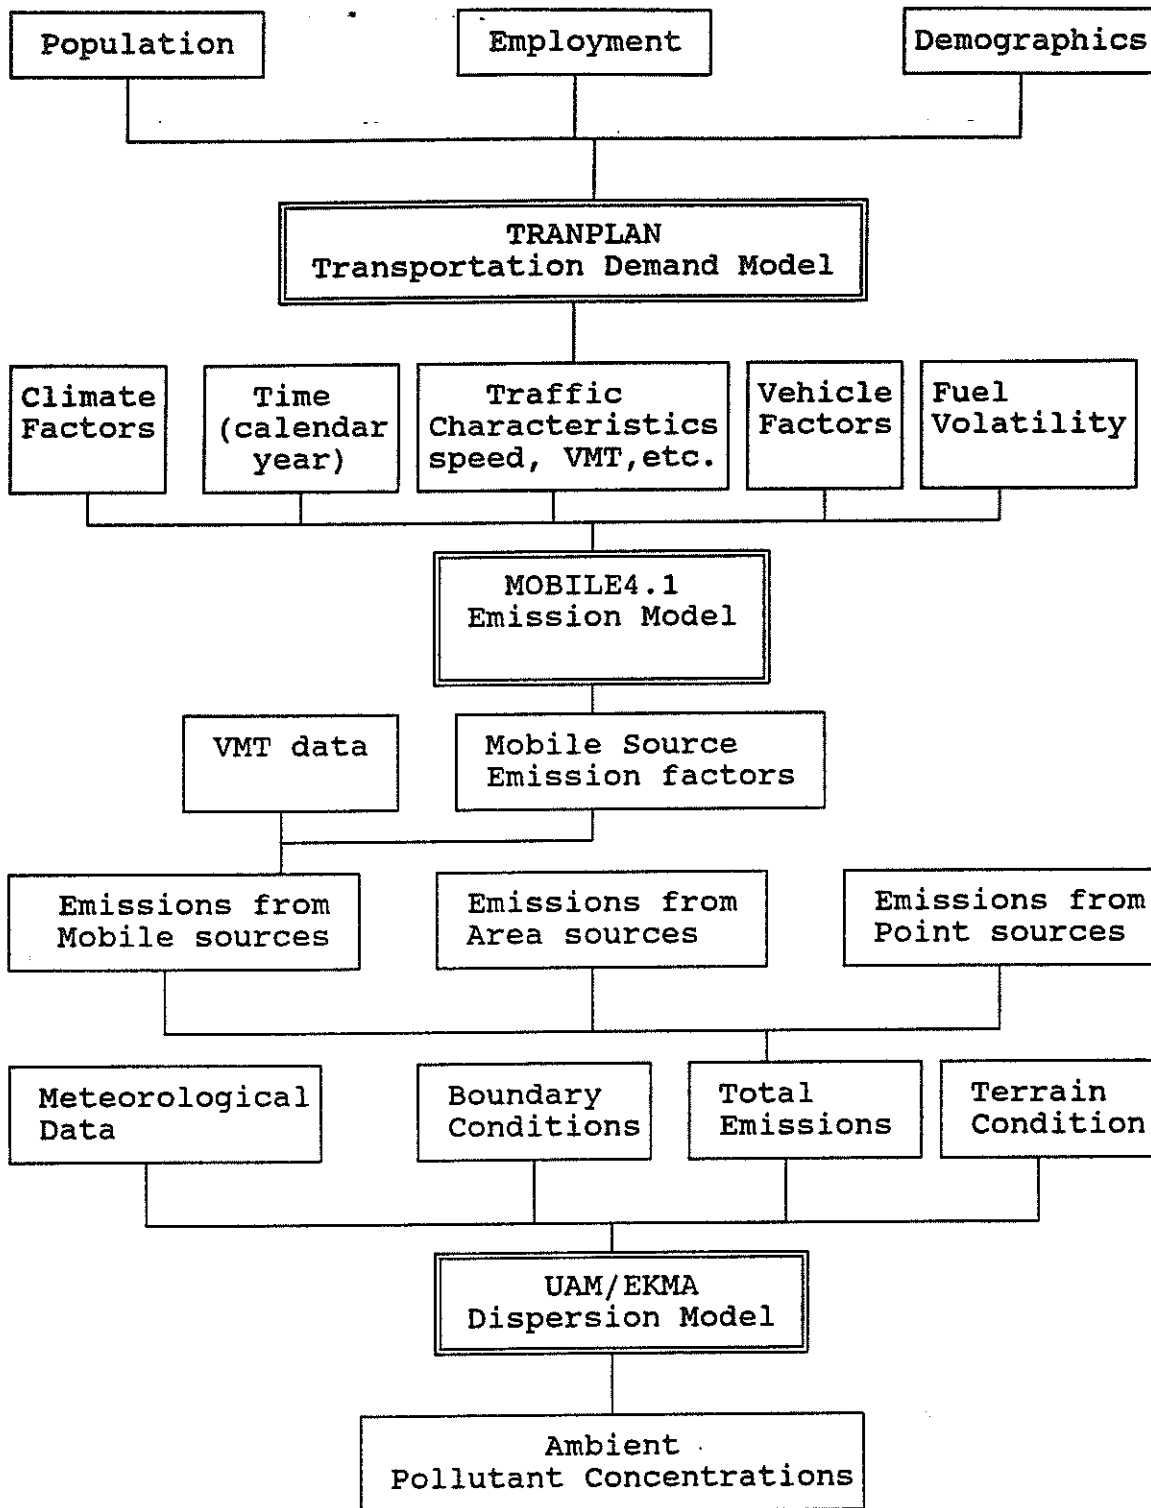 Population
Employment
Demographics
TRANPLAN
Transportation Demand Model
Climate
Factors
Time
(calendar
year)
Traffic
Characteristics
speed, VMT,etc.
Vehicle
Factors
Fuel
Volatility
MOBILE4.1
Emission Model
VMT data
Mobile Source
Emission factors
Emissions from
Mobile sources
Emissions from
Area sources
Emissions from
Point sources
Meteorological
Data
Boundary
Conditions
Total
Emissions
Terrain
Condition
UAM/EKMA
Dispersion Model
Ambient
Pollutant Concentrations